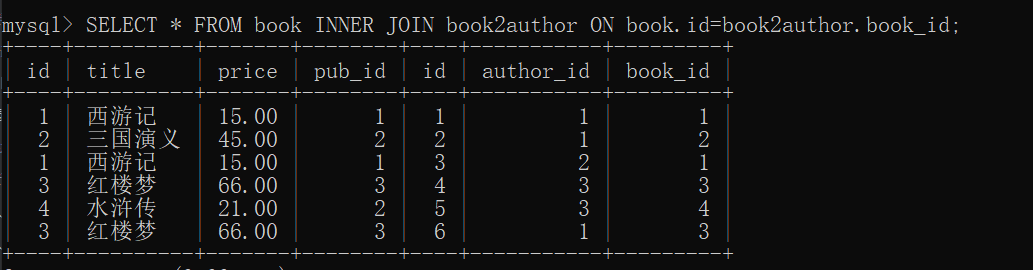 mysql> SELECT * FROM book INNER JOIN book2author ON book.id=book2author.book_id;
+----+----------+-------+--------+----+-----------+---------+
| id | title | price | pub_id | id | author_id | book_id |
+----+----------+-------+--------+----+-----------+---------+
| 1 | 西游记 | 15.00 | 1 | 1 | 1 | 1 |
| 2 | 三国演义 | 45.00 | 2 | 2 | 1 | 2 |
| 1 | 西游记 | 15.00 | 1 | 3 | 2 | 1 |
| 3 | 红楼梦 | 66.00 | 3 | 4 | 3 | 3 |
| 4 | 水浒传 | 21.00 | 2 | 5 | 3 | 4 |
| 3 | 红楼梦 | 66.00 | 3 | 6 | 1 | 3 |
+----+----------+-------+--------+----+-----------+---------+